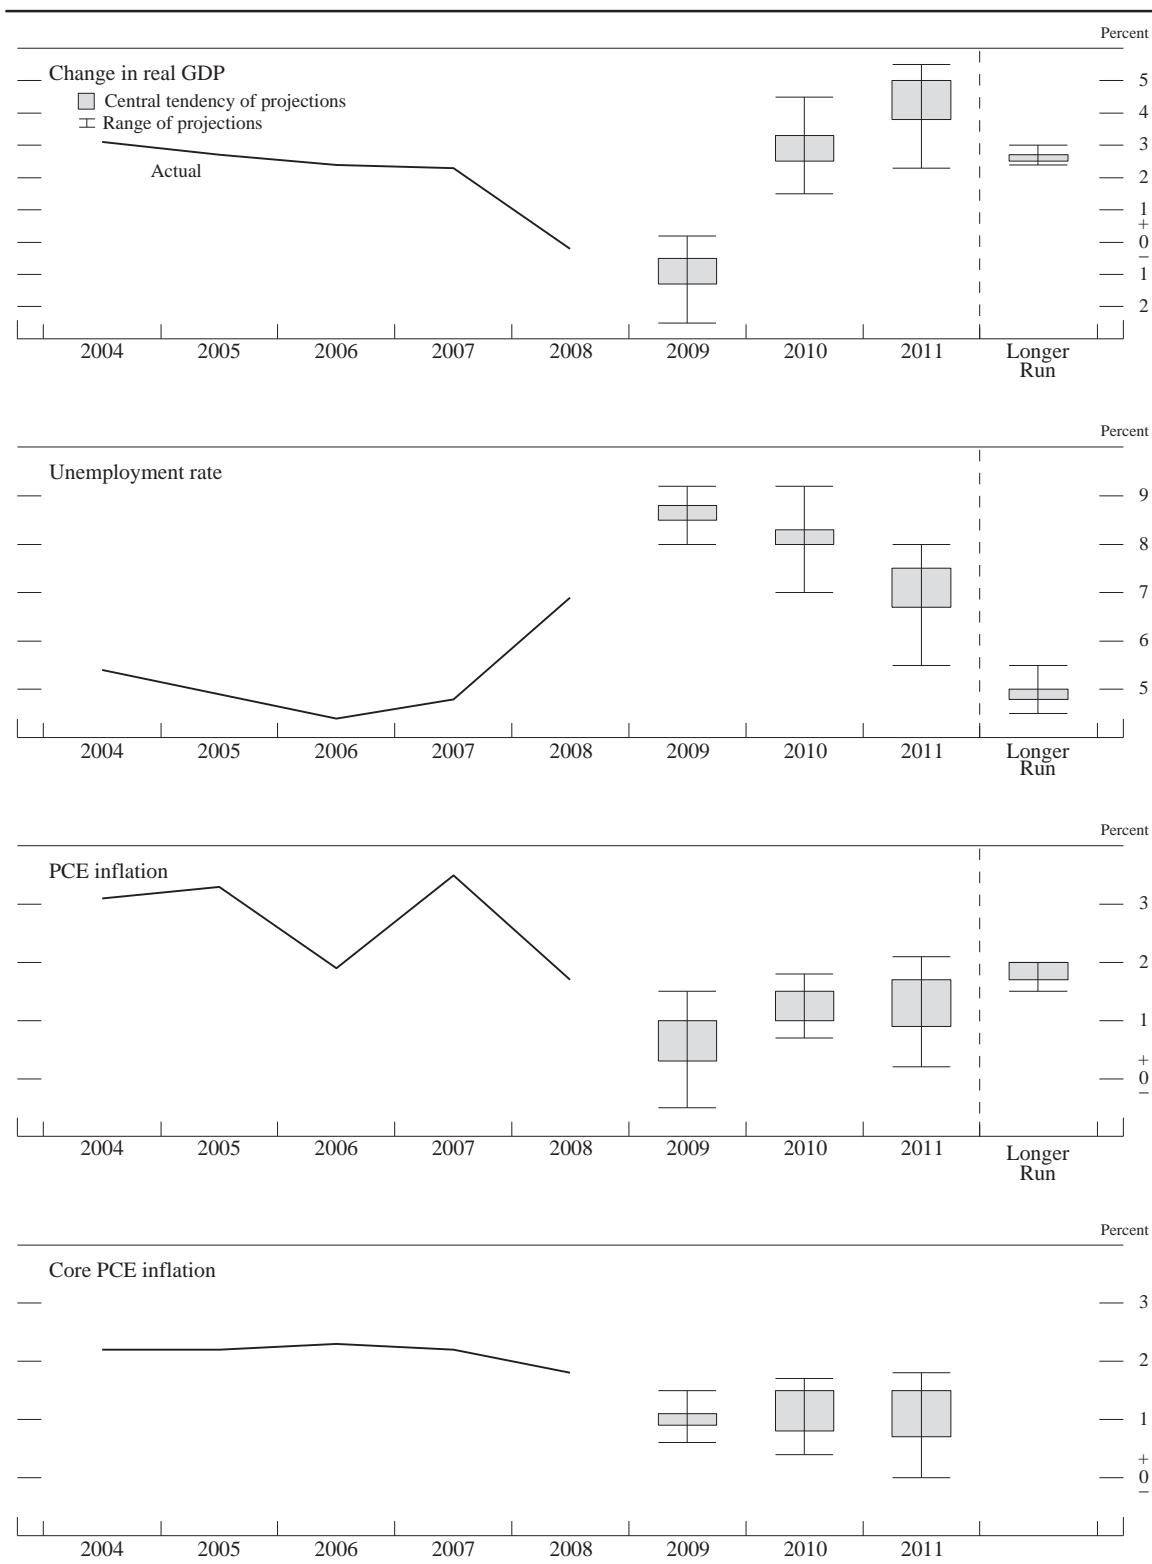 Percent
Change in real GDP
Central tendency of projections
Range of projections
Actual
5
4
3
2
1
+
0
−
1
2
2004 2005 2006 2007 2008 2009 2010 2011 Longer
Run
Percent
Unemployment rate
9
8
7
6
5
2004 2005 2006 2007 2008 2009 2010 2011 Longer
Run
Percent
PCE inflation
3
2
1
+
0
−
2004 2005 2006 2007 2008 2009 2010 2011 Longer
Run
Percent
Core PCE inflation
3
2
1
+
0
−
2004 2005 2006 2007 2008 2009 2010 2011